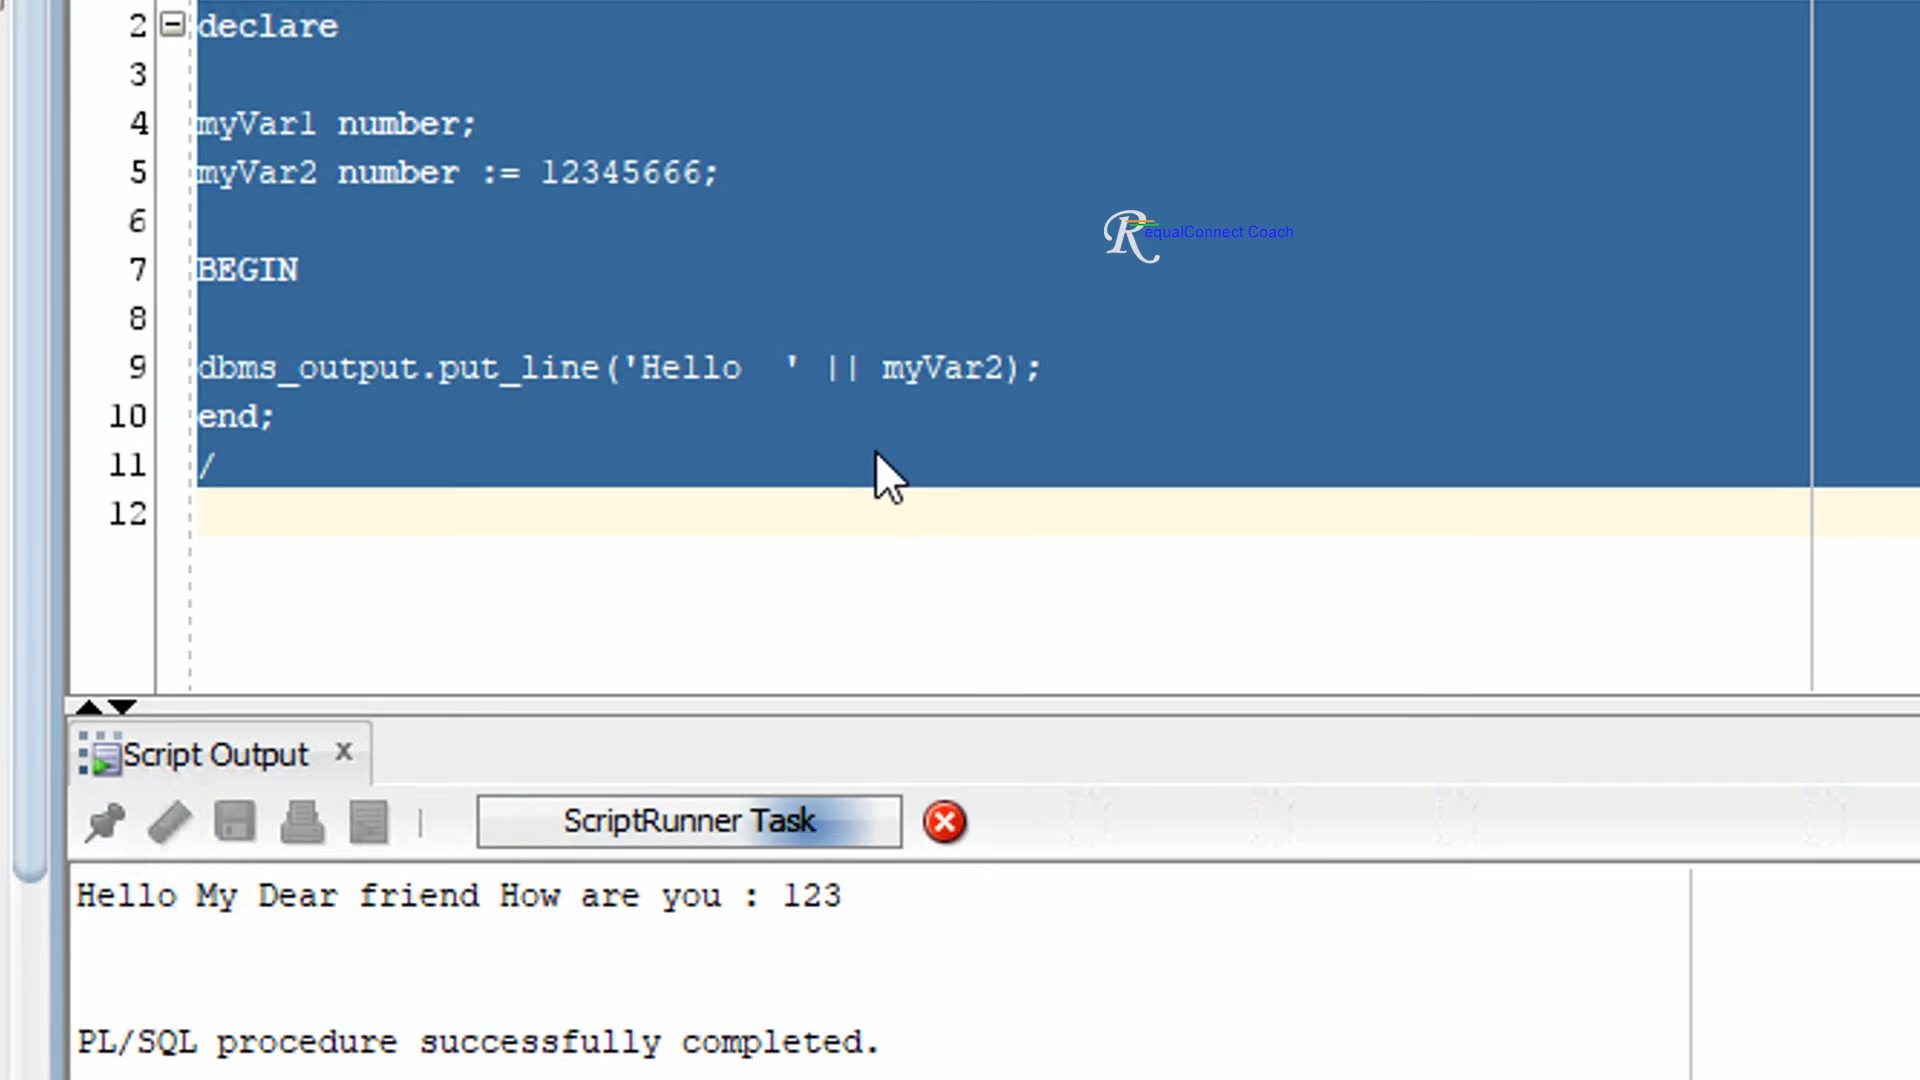 2 declare
3
4 myVar1 number;
5 myVar2 number := 12345666;
6
RequalConnect Coach
7 BEGIN
8
9 dbms_output.put_line('Hello  ' || myVar2);
10 end;
11 /
12
Script Output x
ScriptRunner Task
Hello My Dear friend How are you : 123
PL/SQL procedure successfully completed.